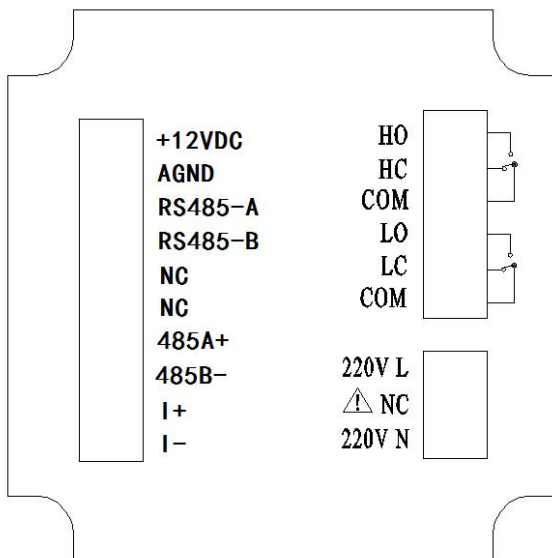 +12VDC
AGND
RS485-A
RS485-B
NC
NC
485A+
485B-
I+
I-
HO
HC
COM
LO
LC
COM
220V L
⚠ NC
220V N